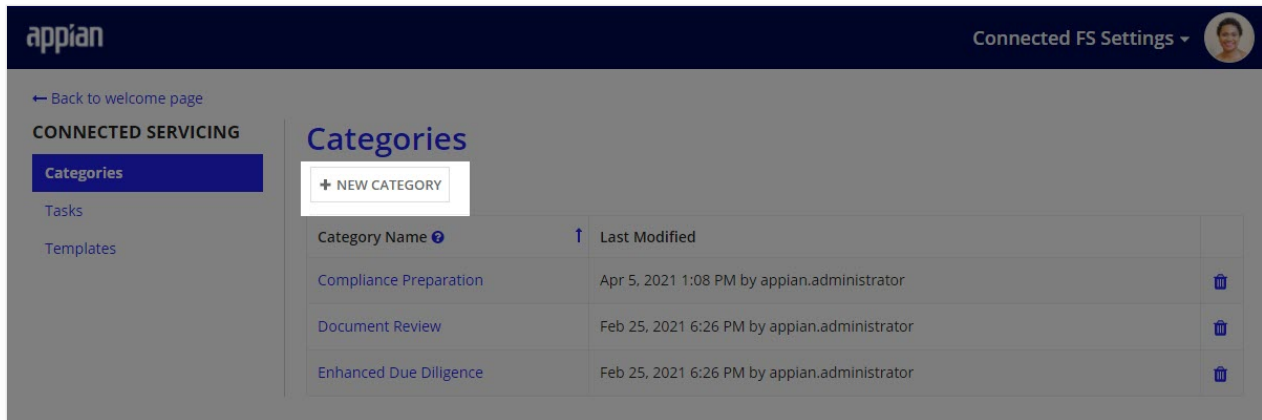 appian
Connected FS Settings
← Back to welcome page
CONNECTED SERVICING
Categories
Tasks
Templates
Categories
+ NEW CATEGORY
Category Name ? ↑ Last Modified
Compliance Preparation Apr 5, 2021 1:08 PM by appian.administrator
Document Review Feb 25, 2021 6:26 PM by appian.administrator
Enhanced Due Diligence Feb 25, 2021 6:26 PM by appian.administrator